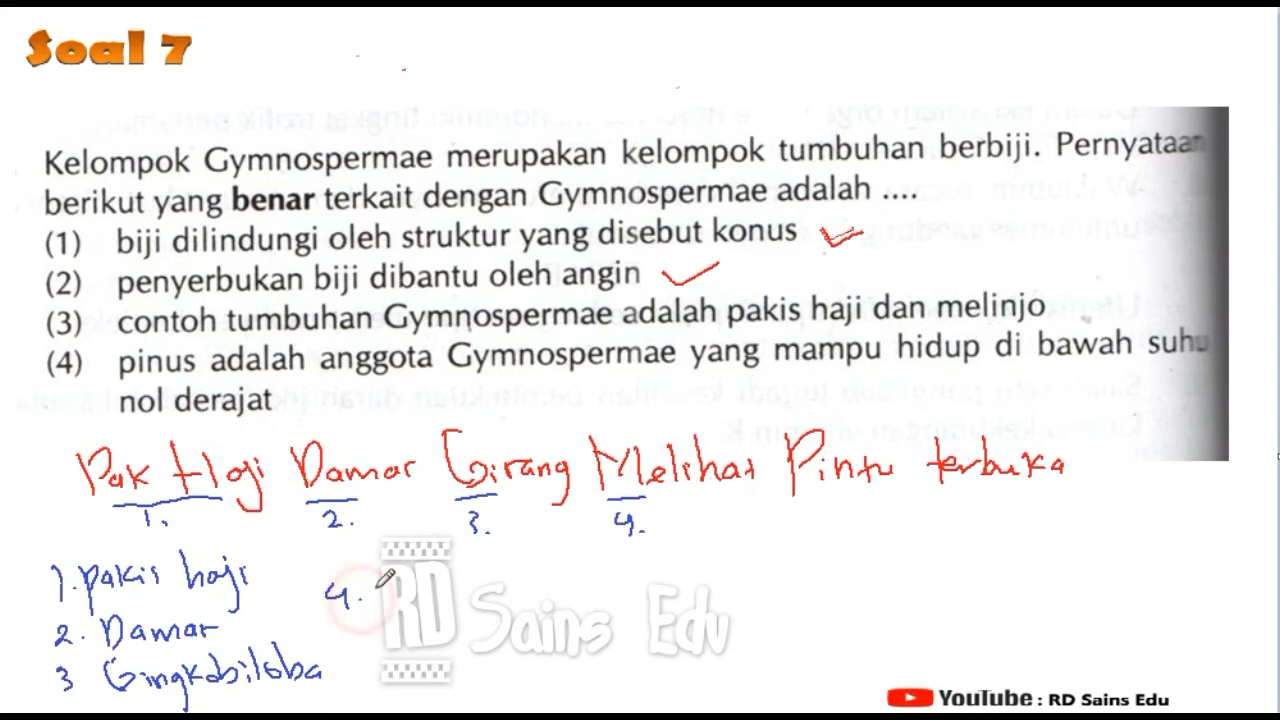 Soal 7
Kelompok Gymnospermae merupakan kelompok tumbuhan berbiji. Pernyataan
berikut yang benar terkait dengan Gymnospermae adalah ....
(1) biji dilindungi oleh struktur yang disebut konus
(2) penyerbukan biji dibantu oleh angin
(3) contoh tumbuhan Gymnospermae adalah pakis haji dan melinjo
(4) pinus adalah anggota Gymnospermae yang mampu hidup di bawah suhu
nol derajat
Pak Haji Damar Girang Melihat Pintu terbuka
1. 2. 3. 4.
1. Pakis haji
4.
2. Damar
3 Gingkobiloba
RD Sains Edu
YouTube : RD Sains Edu